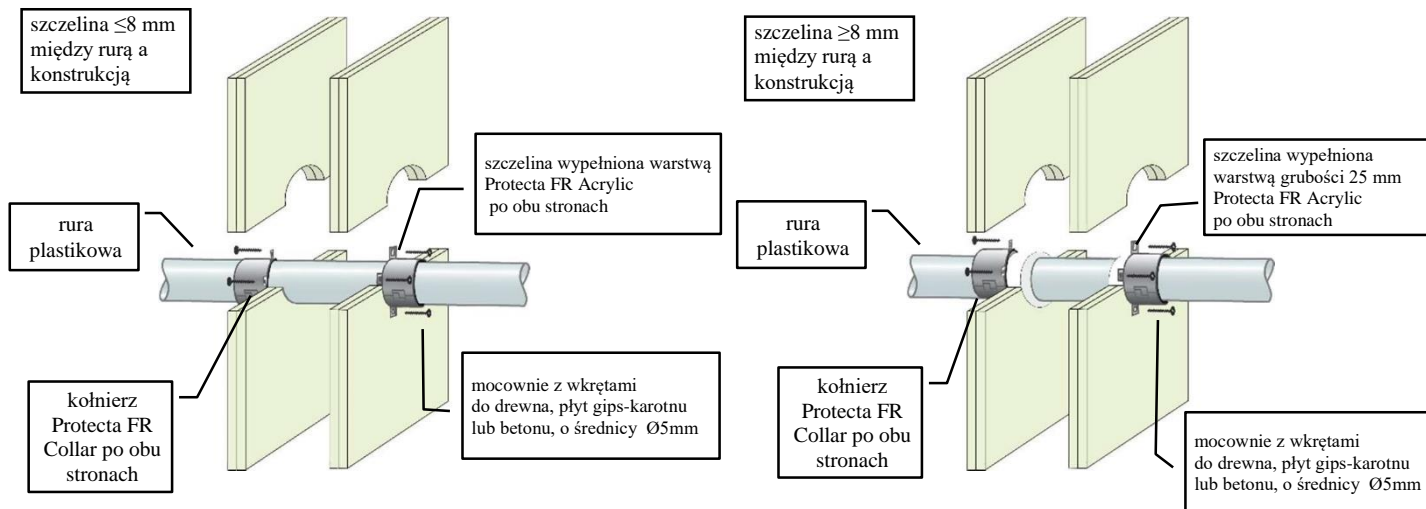 szczelina ≤8 mm
między rurą a
konstrukcją
szczelina wypełniona warstwą
Protecta FR Acrylic
po obu stronach
rura
plastikowa
kołnierz
Protecta FR
Collar po obu
stronach
mocownie z wkrętami
do drewna, płyt gips-karotnu
lub betonu, o średnicy Ø5mm
szczelina ≥8 mm
między rurą a
konstrukcją
szczelina wypełniona
warstwą grubości 25 mm
Protecta FR Acrylic
po obu stronach
rura
plastikowa
kołnierz
Protecta FR
Collar po obu
stronach
mocownie z wkrętami
do drewna, płyt gips-karotnu
lub betonu, o średnicy Ø5mm